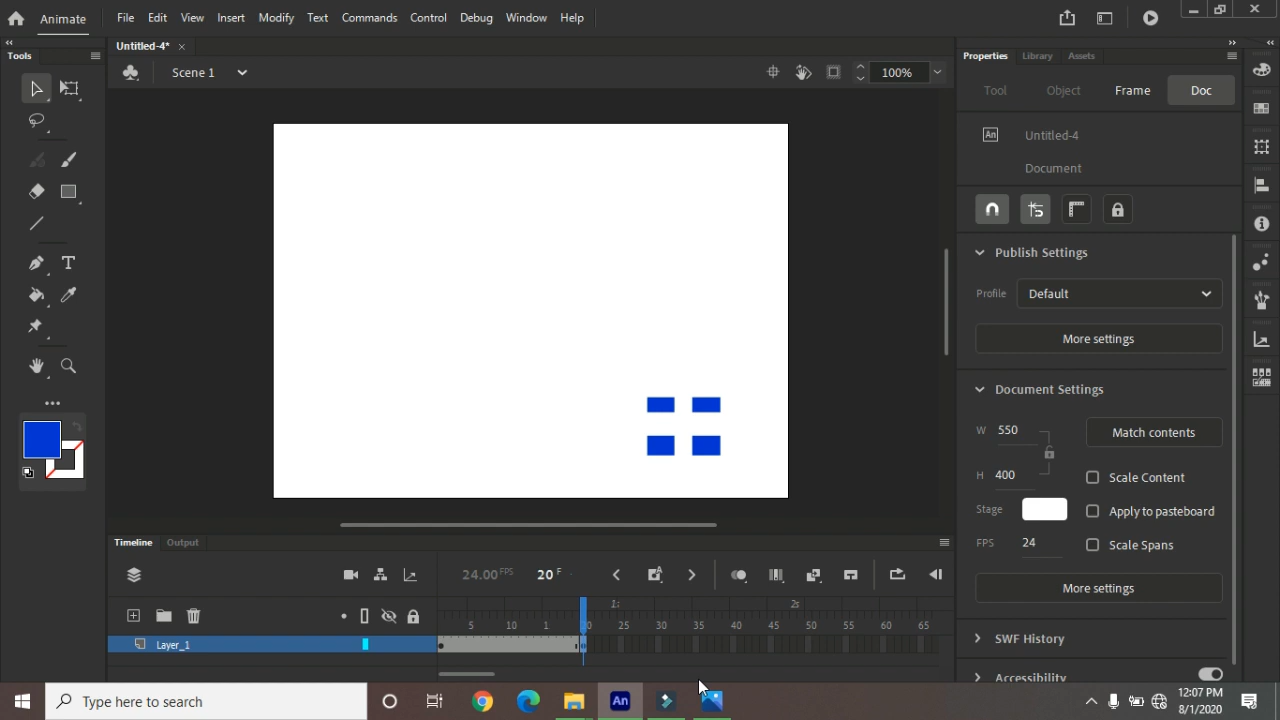 Animate File Edit View Insert Modify Text Commands Control Debug Window Help
Untitled-4*
Tools
Scene 1
100%
Properties Library Assets
Tool Object Frame Doc
An Untitled-4
Document
Publish Settings
Profile Default
More settings
Document Settings
W 550
Match contents
H 400
Scale Content
Stage
Apply to pasteboard
FPS 24
Scale Spans
More settings
SWF History
Accessibility
Timeline Output
24.00 FPS 20 F
1: 2s
5 10 15 20 25 30 35 40 45 50 55 60 65
Layer_1
Type here to search
An
12:07 PM
8/1/2020